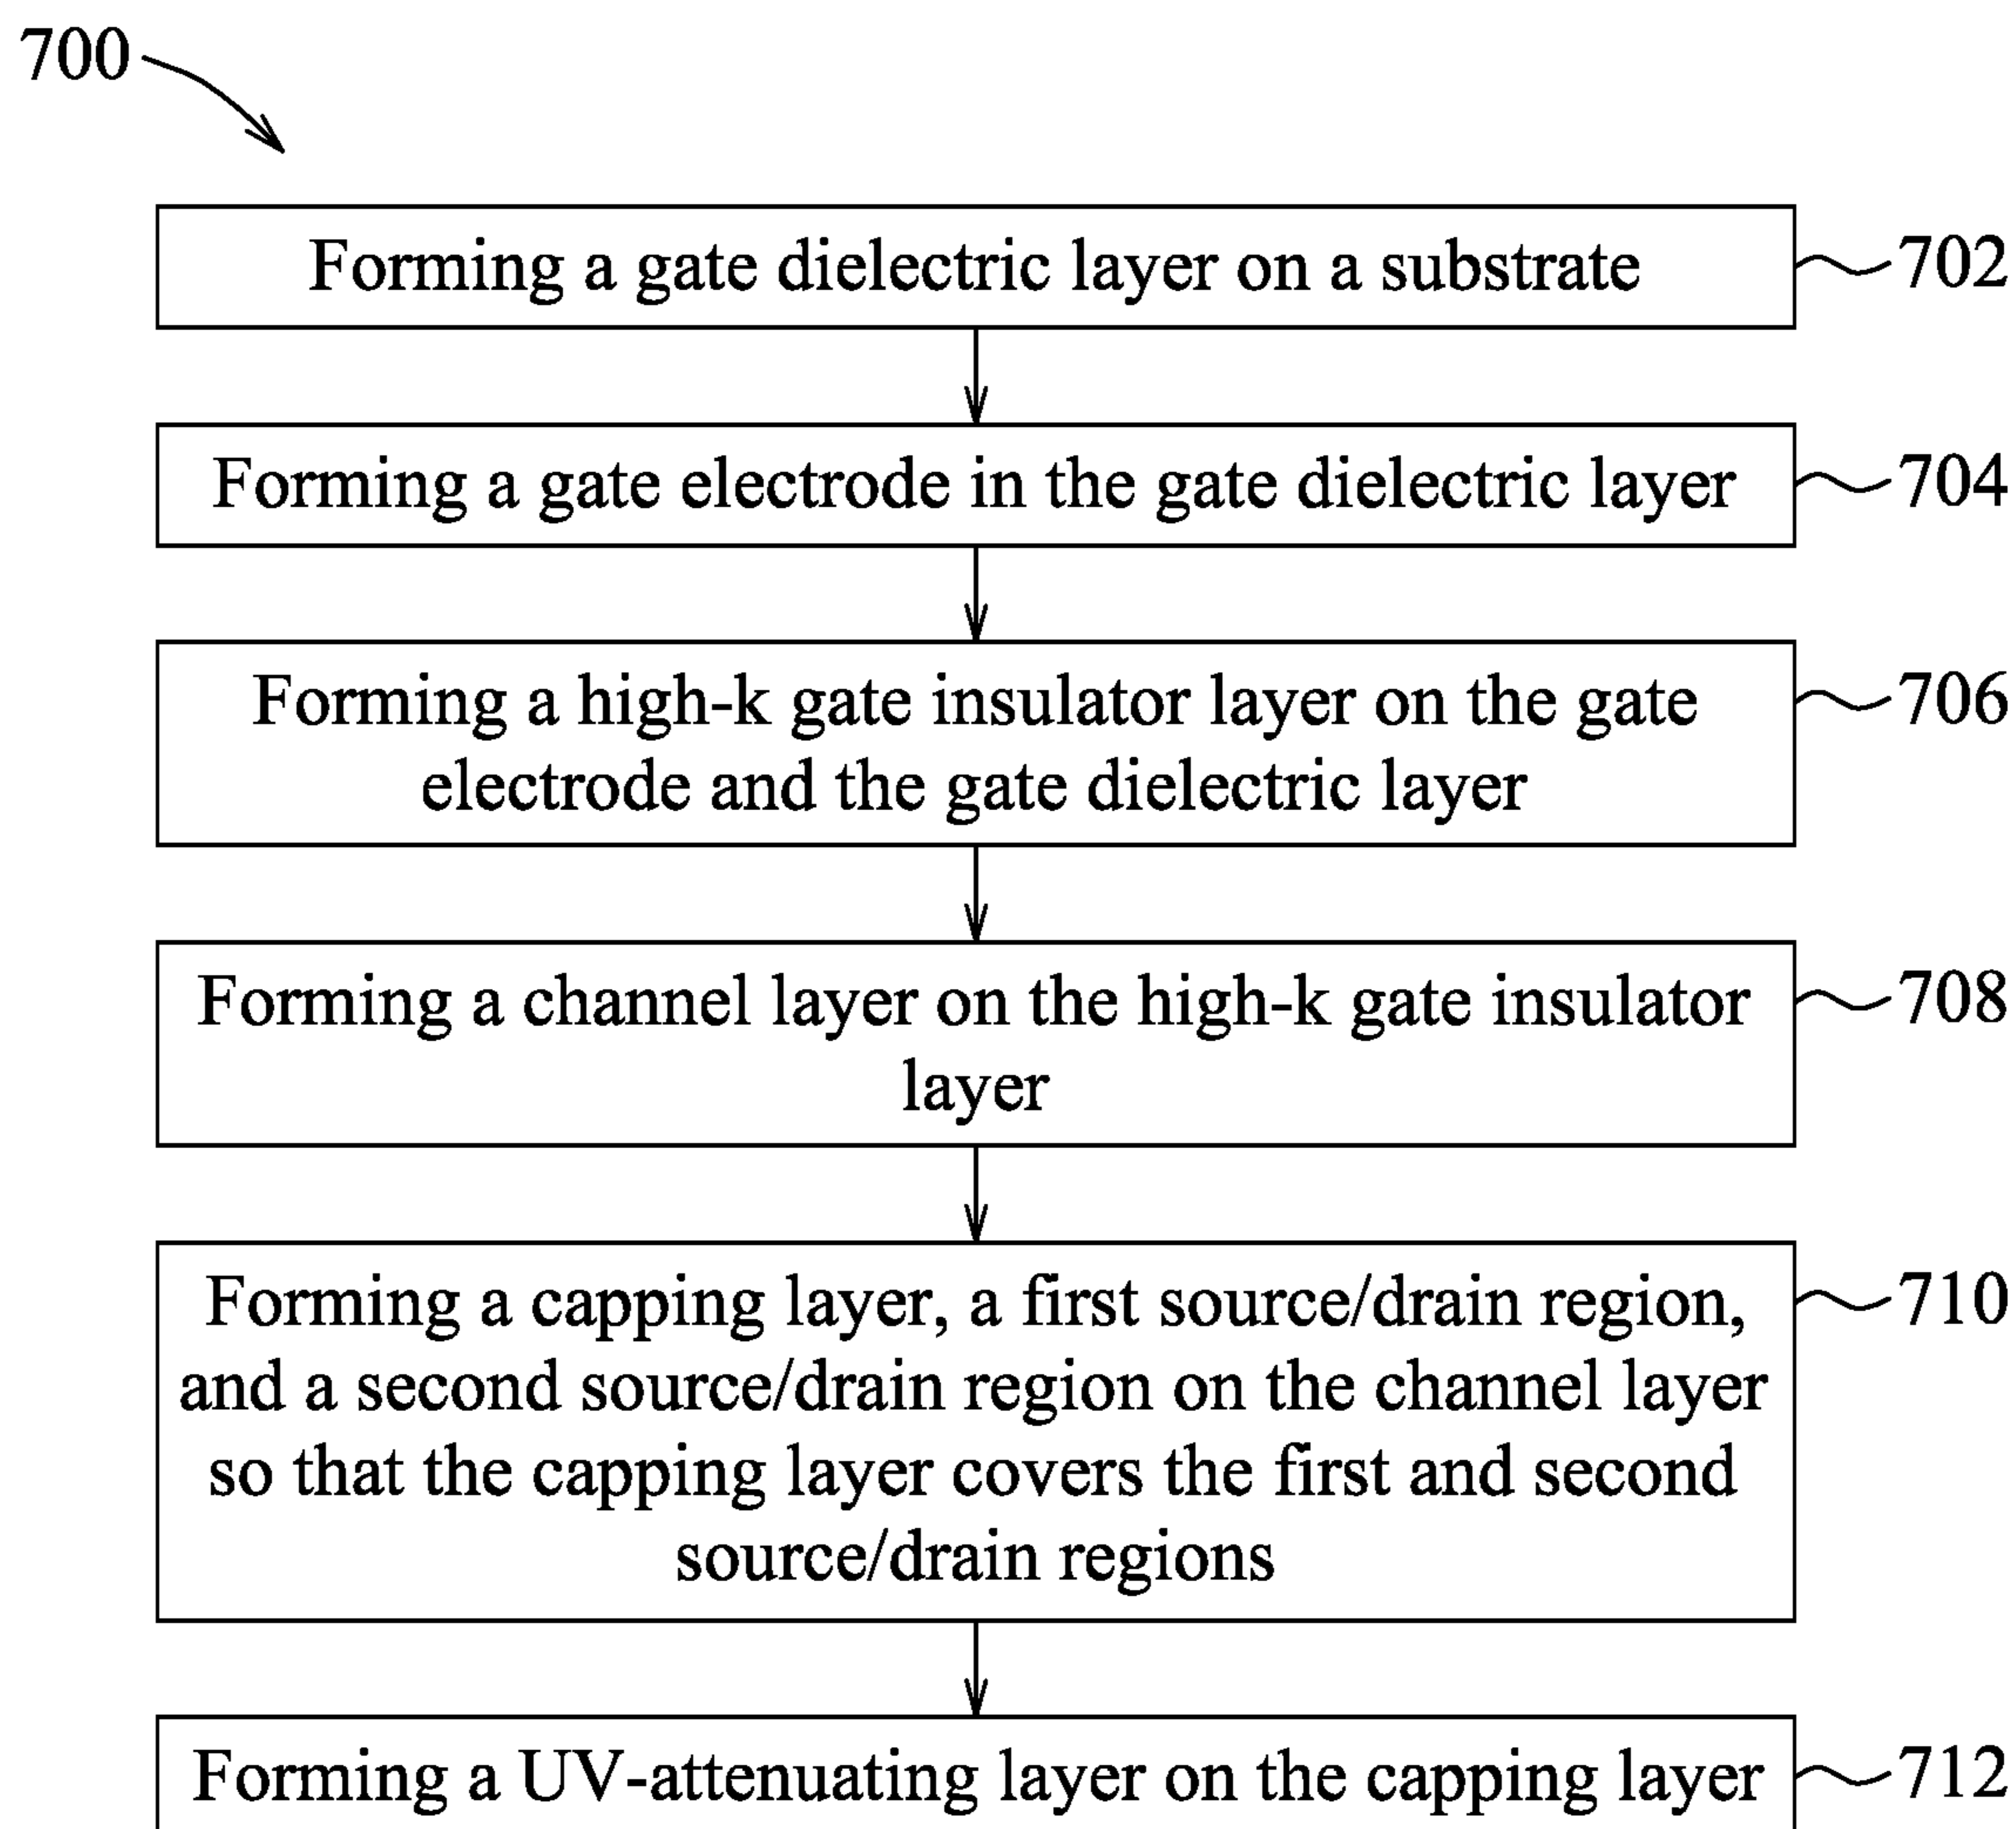 700
Forming a gate dielectric layer on a substrate
702
Forming a gate electrode in the gate dielectric layer
704
Forming a high-k gate insulator layer on the gate
electrode and the gate dielectric layer
706
Forming a channel layer on the high-k gate insulator
layer
708
Forming a capping layer, a first source/drain region,
and a second source/drain region on the channel layer
so that the capping layer covers the first and second
source/drain regions
710
Forming a UV-attenuating layer on the capping layer
712